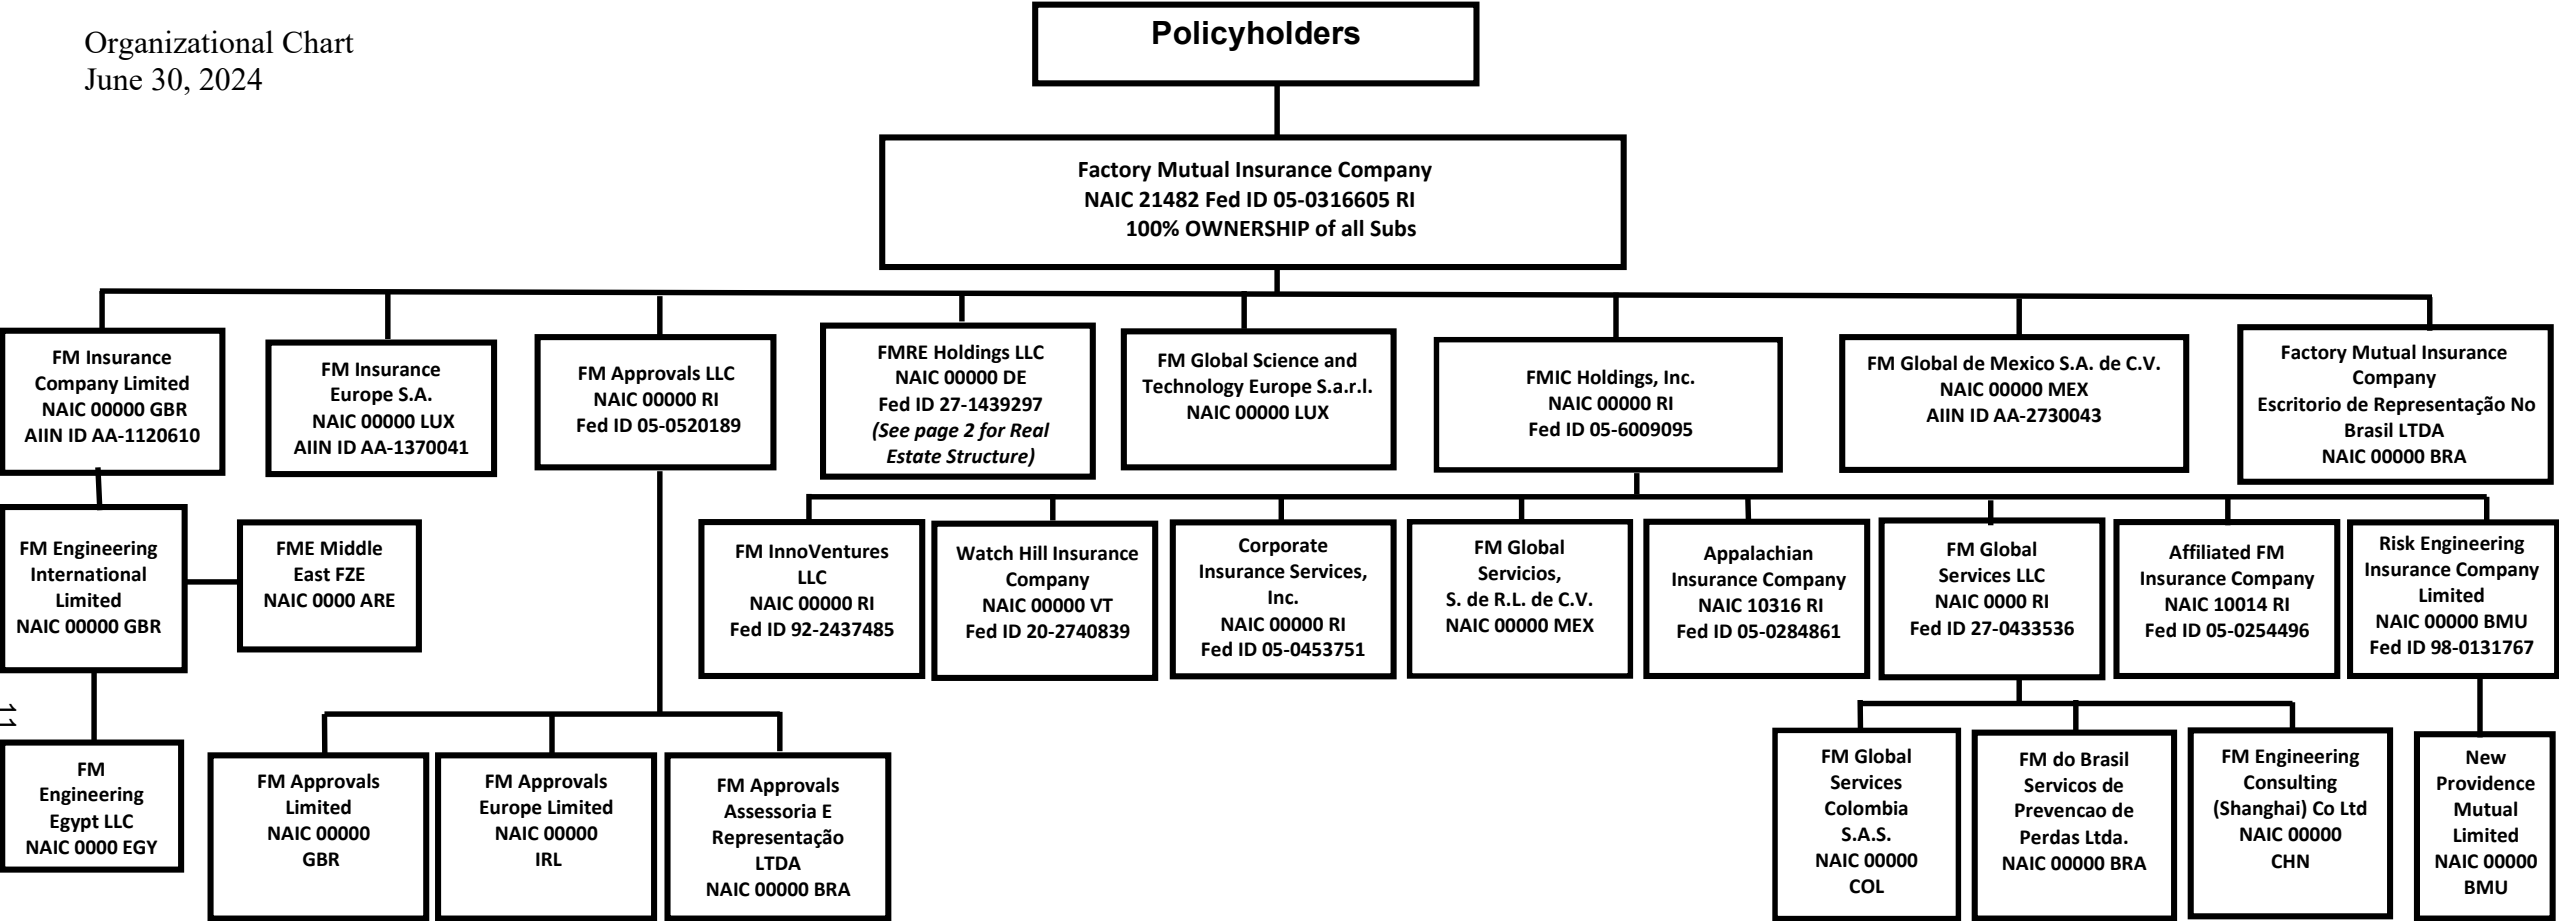 Organizational Chart
June 30, 2024
Policyholders
Factory Mutual Insurance Company
NAIC 21482 Fed ID 05-0316605 RI
100% OWNERSHIP of all Subs
FM Insurance
Company Limited
NAIC 00000 GBR
AIIN ID AA-1120610
FM Insurance
Europe S.A.
NAIC 00000 LUX
AIIN ID AA-1370041
FM Approvals LLC
NAIC 00000 RI
Fed ID 05-0520189
FMRE Holdings LLC
NAIC 00000 DE
Fed ID 27-1439297
(See page 2 for Real
Estate Structure)
FM Global Science and
Technology Europe S.a.r.l.
NAIC 00000 LUX
FMIC Holdings, Inc.
NAIC 00000 RI
Fed ID 05-6009095
FM Global de Mexico S.A. de C.V.
NAIC 00000 MEX
AIIN ID AA-2730043
Factory Mutual Insurance
Company
Escritorio de Representação No
Brasil LTDA
NAIC 00000 BRA
FM Engineering
International
Limited
NAIC 00000 GBR
FME Middle
East FZE
NAIC 0000 ARE
FM InnoVentures
LLC
NAIC 00000 RI
Fed ID 92-2437485
Watch Hill Insurance
Company
NAIC 00000 VT
Fed ID 20-2740839
Corporate
Insurance Services,
Inc.
NAIC 00000 RI
Fed ID 05-0453751
FM Global
Servicios,
S. de R.L. de C.V.
NAIC 00000 MEX
Appalachian
Insurance Company
NAIC 10316 RI
Fed ID 05-0284861
FM Global
Services LLC
NAIC 0000 RI
Fed ID 27-0433536
Affiliated FM
Insurance Company
NAIC 10014 RI
Fed ID 05-0254496
Risk Engineering
Insurance Company
Limited
NAIC 00000 BMU
Fed ID 98-0131767
11
FM
Engineering
Egypt LLC
NAIC 0000 EGY
FM Approvals
Limited
NAIC 00000
GBR
FM Approvals
Europe Limited
NAIC 00000
IRL
FM Approvals
Assessoria E
Representação
LTDA
NAIC 00000 BRA
FM Global
Services
Colombia
S.A.S.
NAIC 00000
COL
FM do Brasil
Servicos de
Prevencao de
Perdas Ltda.
NAIC 00000 BRA
FM Engineering
Consulting
(Shanghai) Co Ltd
NAIC 00000
CHN
New
Providence
Mutual
Limited
NAIC 00000
BMU